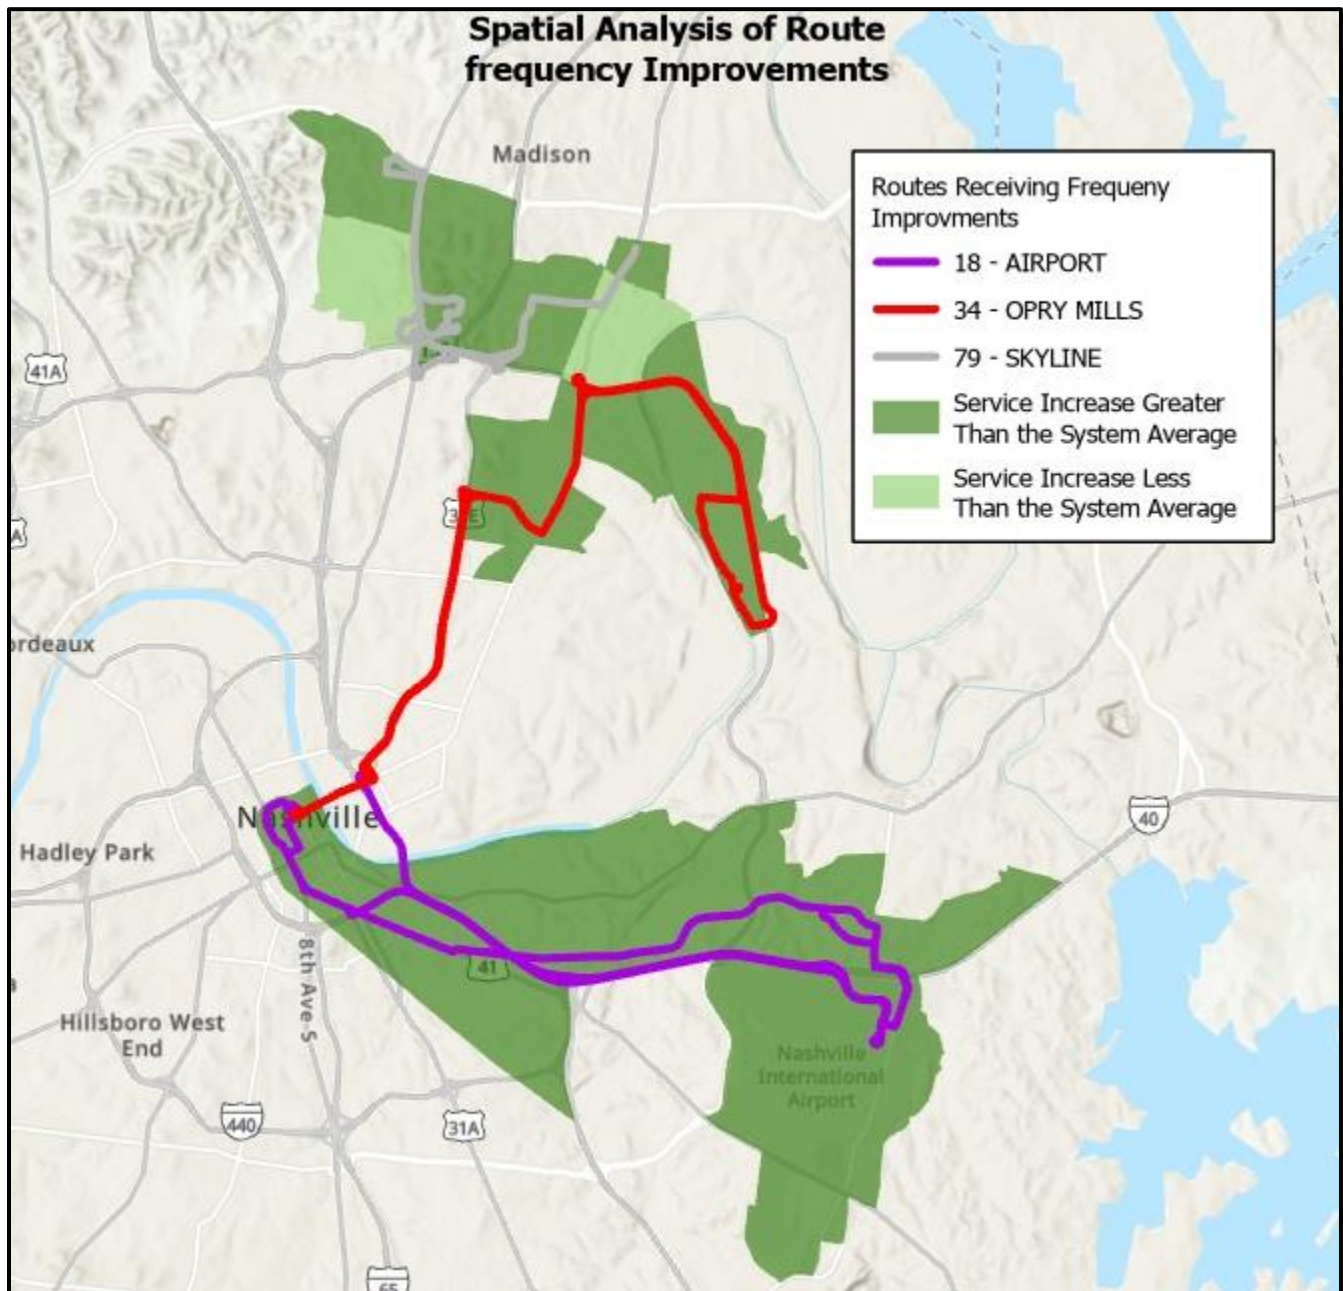 Spatial Analysis of Route
frequency Improvements
Madison
Routes Receiving Frequeny
Improvments
18 - AIRPORT
34 - OPRY MILLS
79 - SKYLINE
Service Increase Greater
Than the System Average
Service Increase Less
Than the System Average
41A
ordeaux
Nashville
Hadley Park
40
41
8th Ave S
Hillsboro West
End
Nashville
International
Airport
440
31A
65